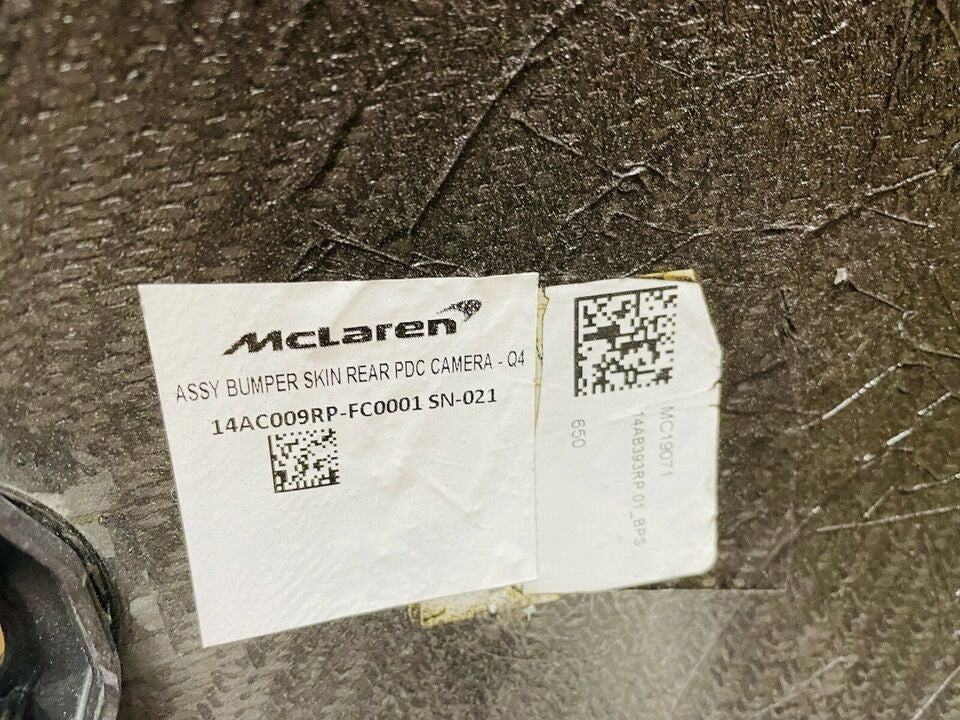 McLaren
ASSY BUMPER SKIN REAR PDC CAMERA - Q4
14AC009RP-FC0001 SN-021
MC19071
14AB393RP 01_BPS
650